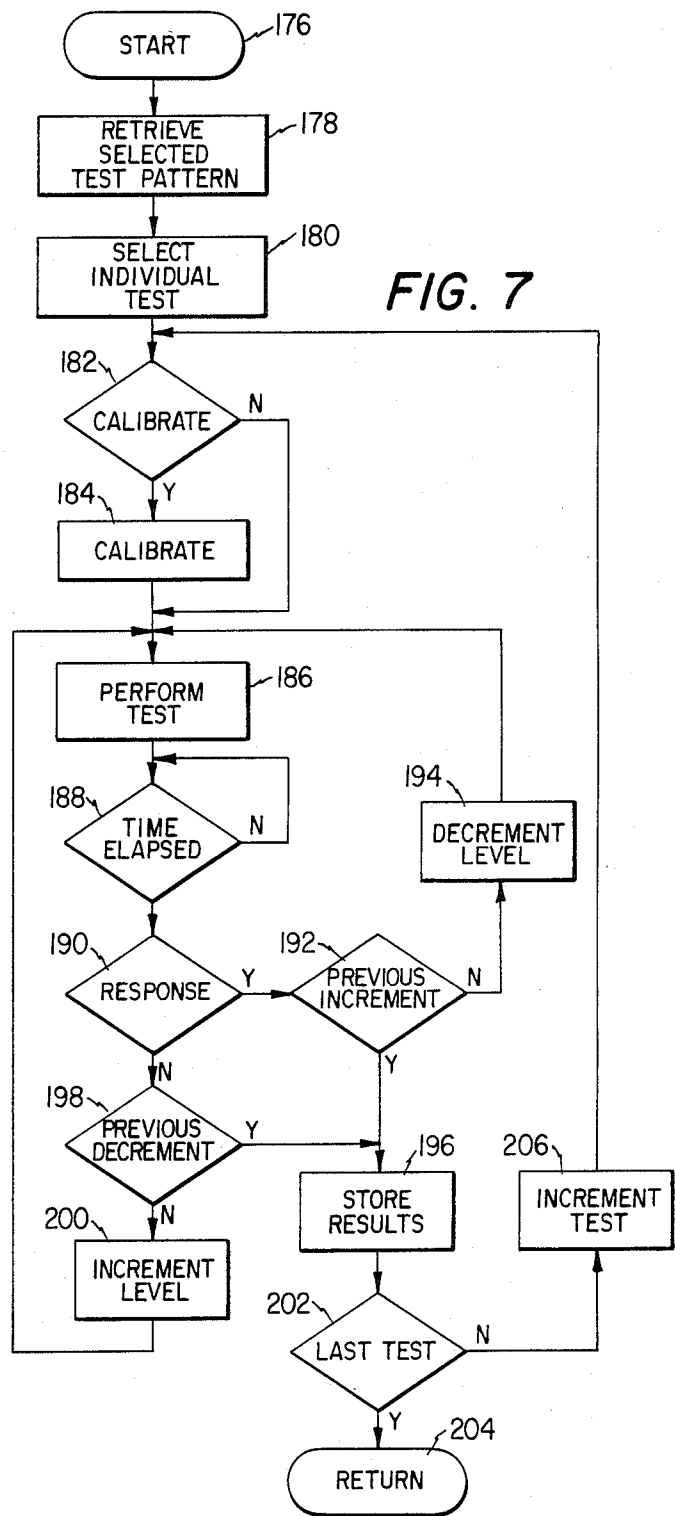 START
176
RETRIEVE
SELECTED
TEST PATTERN
178
SELECT
INDIVIDUAL
TEST
180
FIG. 7
182
CALIBRATE
N
Y
184
CALIBRATE
PERFORM
TEST
186
188
TIME
ELAPSED
N
194
DECREMENT
LEVEL
190
RESPONSE
Y
N
192
PREVIOUS
INCREMENT
N
Y
198
PREVIOUS
DECREMENT
Y
N
196
STORE
RESULTS
206
INCREMENT
TEST
200
INCREMENT
LEVEL
202
LAST TEST
N
Y
204
RETURN